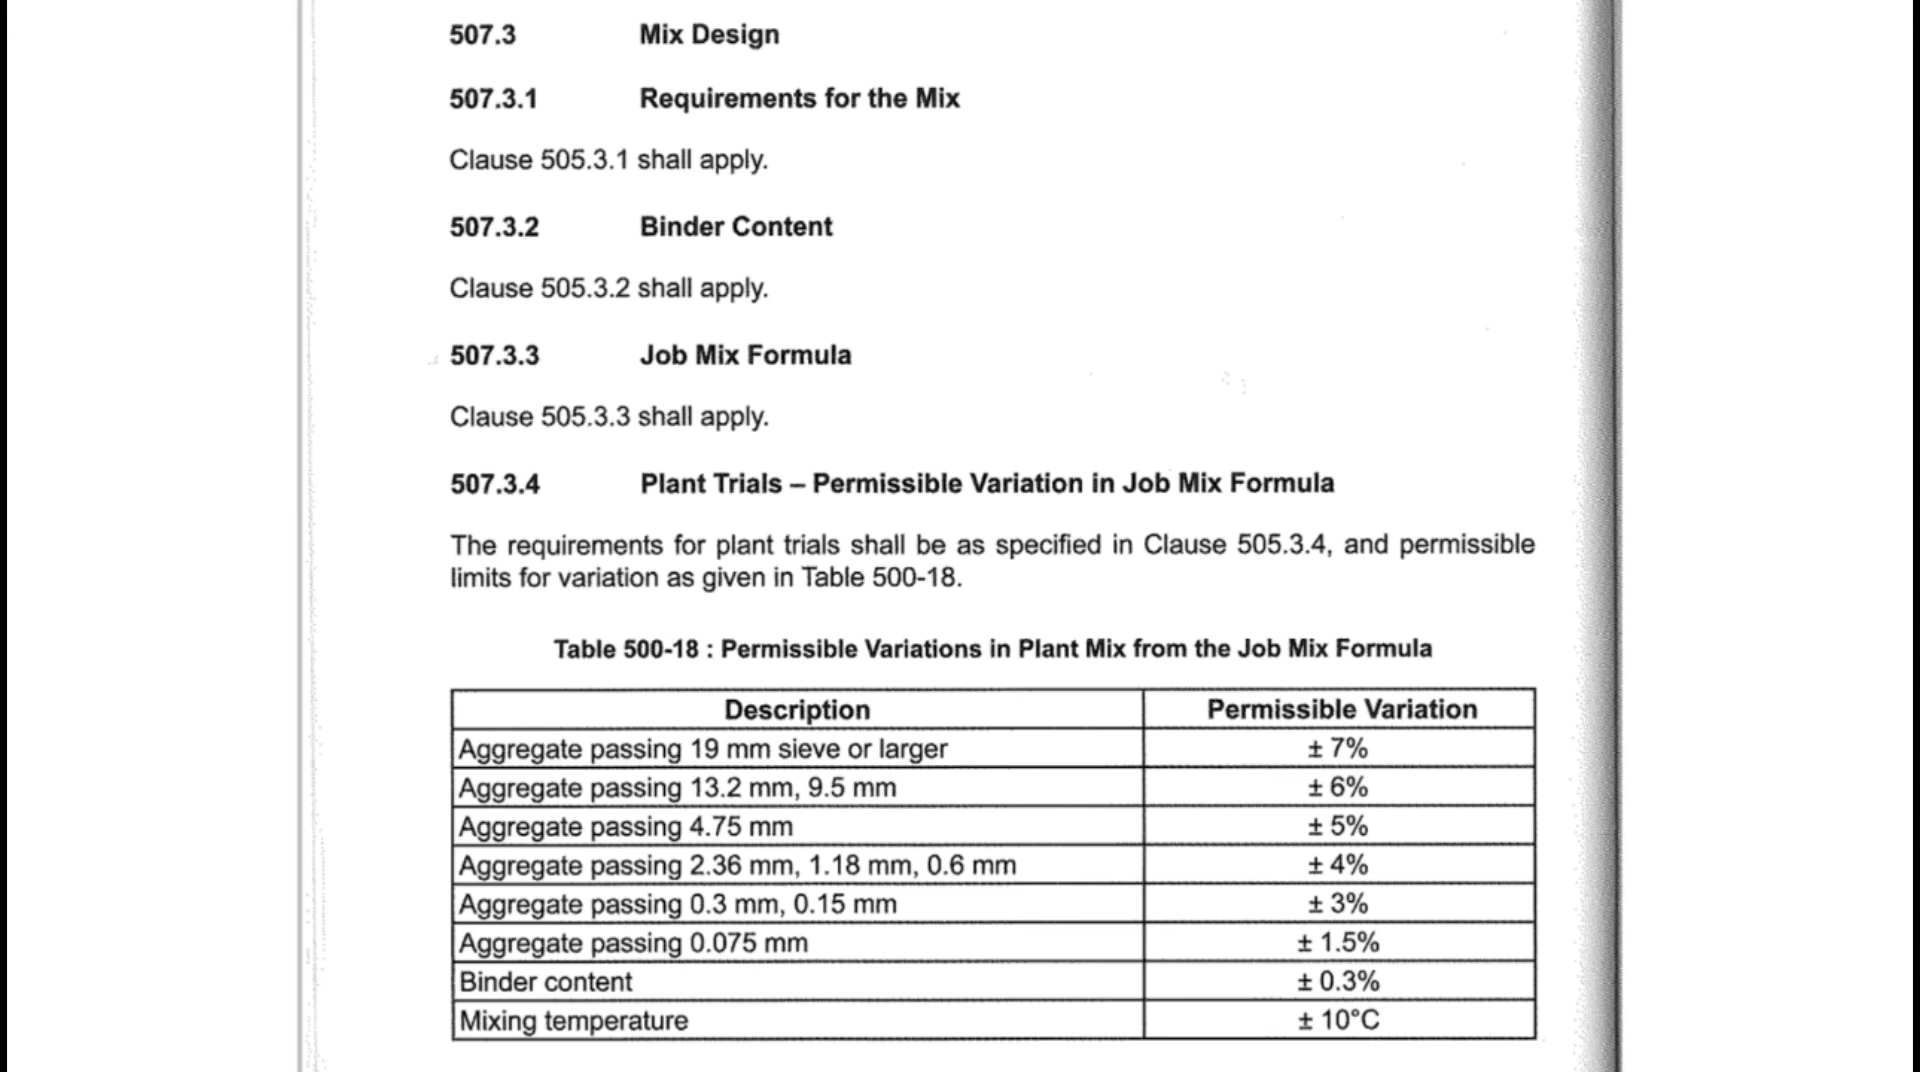 507.3 Mix Design
507.3.1 Requirements for the Mix
Clause 505.3.1 shall apply.
507.3.2 Binder Content
Clause 505.3.2 shall apply.
507.3.3 Job Mix Formula
Clause 505.3.3 shall apply.
507.3.4 Plant Trials – Permissible Variation in Job Mix Formula
The requirements for plant trials shall be as specified in Clause 505.3.4, and permissible
limits for variation as given in Table 500-18.
Table 500-18 : Permissible Variations in Plant Mix from the Job Mix Formula
Description Permissible Variation
Aggregate passing 19 mm sieve or larger ± 7%
Aggregate passing 13.2 mm, 9.5 mm ± 6%
Aggregate passing 4.75 mm ± 5%
Aggregate passing 2.36 mm, 1.18 mm, 0.6 mm ± 4%
Aggregate passing 0.3 mm, 0.15 mm ± 3%
Aggregate passing 0.075 mm ± 1.5%
Binder content ± 0.3%
Mixing temperature ± 10°C